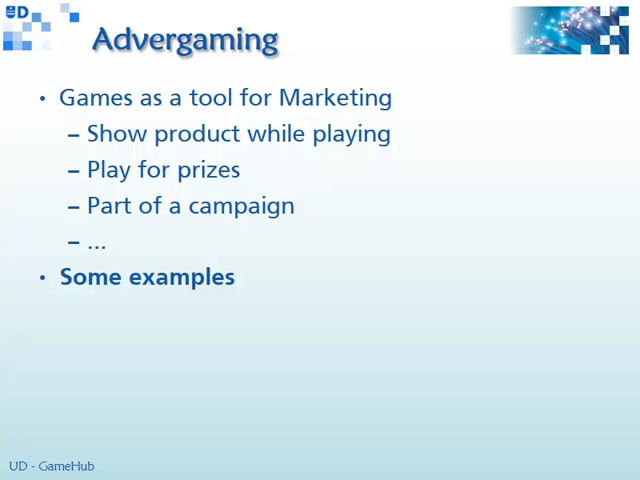 UD
Advergaming
• Games as a tool for Marketing
– Show product while playing
– Play for prizes
– Part of a campaign
– ...
• Some examples
UD - GameHub